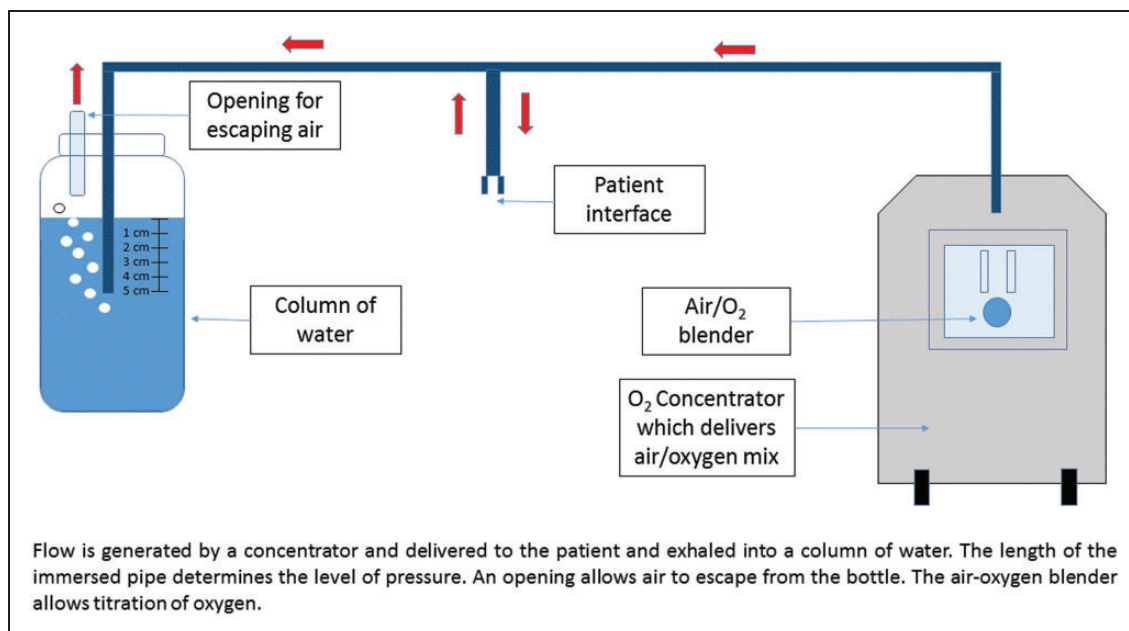 Opening for
escaping air
Patient
interface
1 cm
2 cm
3 cm
4 cm
5 cm
Column of
water
Air/O₂
blender
O₂ Concentrator
which delivers
air/oxygen mix
Flow is generated by a concentrator and delivered to the patient and exhaled into a column of water. The length of the
immersed pipe determines the level of pressure. An opening allows air to escape from the bottle. The air-oxygen blender
allows titration of oxygen.